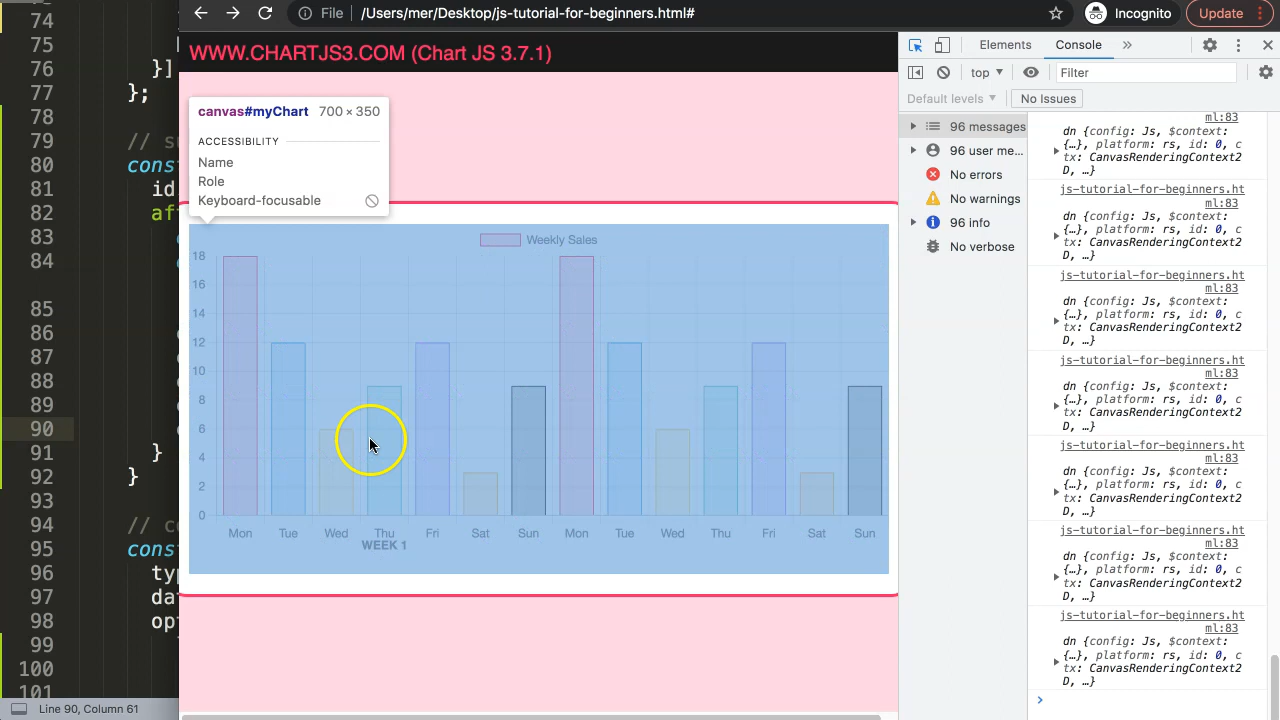 File /Users/mer/Desktop/js-tutorial-for-beginners.html#
Incognito
Update
WWW.CHARTJS3.COM (Chart JS 3.7.1)
canvas#myChart 700 × 350
ACCESSIBILITY
Name
Role
Keyboard-focusable
Weekly Sales
18
16
14
12
10
8
6
4
2
0
Mon Tue Wed Thu Fri Sat Sun Mon Tue Wed Thu Fri Sat Sun
WEEK 1
74
75
76 }]
77 };
78
79 // s
80 cons
81 id
82 af
83
84
85
86
87
88
89
90
91 }
92 }
93
94 // c
95 cons
96 ty
97 da
98 op
99
100
101
Line 90, Column 61
Elements Console
top Filter
Default levels No Issues
96 messages
96 user me...
No errors
No warnings
96 info
No verbose
ml:83
dn {config: Js, $context:
{…}, platform: rs, id: 0, c
tx: CanvasRenderingContext2
D, …}
js-tutorial-for-beginners.ht
ml:83
dn {config: Js, $context:
{…}, platform: rs, id: 0, c
tx: CanvasRenderingContext2
D, …}
js-tutorial-for-beginners.ht
ml:83
dn {config: Js, $context:
{…}, platform: rs, id: 0, c
tx: CanvasRenderingContext2
D, …}
js-tutorial-for-beginners.ht
ml:83
dn {config: Js, $context:
{…}, platform: rs, id: 0, c
tx: CanvasRenderingContext2
D, …}
js-tutorial-for-beginners.ht
ml:83
dn {config: Js, $context:
{…}, platform: rs, id: 0, c
tx: CanvasRenderingContext2
D, …}
js-tutorial-for-beginners.ht
ml:83
dn {config: Js, $context:
{…}, platform: rs, id: 0, c
tx: CanvasRenderingContext2
D, …}
js-tutorial-for-beginners.ht
ml:83
dn {config: Js, $context:
{…}, platform: rs, id: 0, c
tx: CanvasRenderingContext2
D, …}